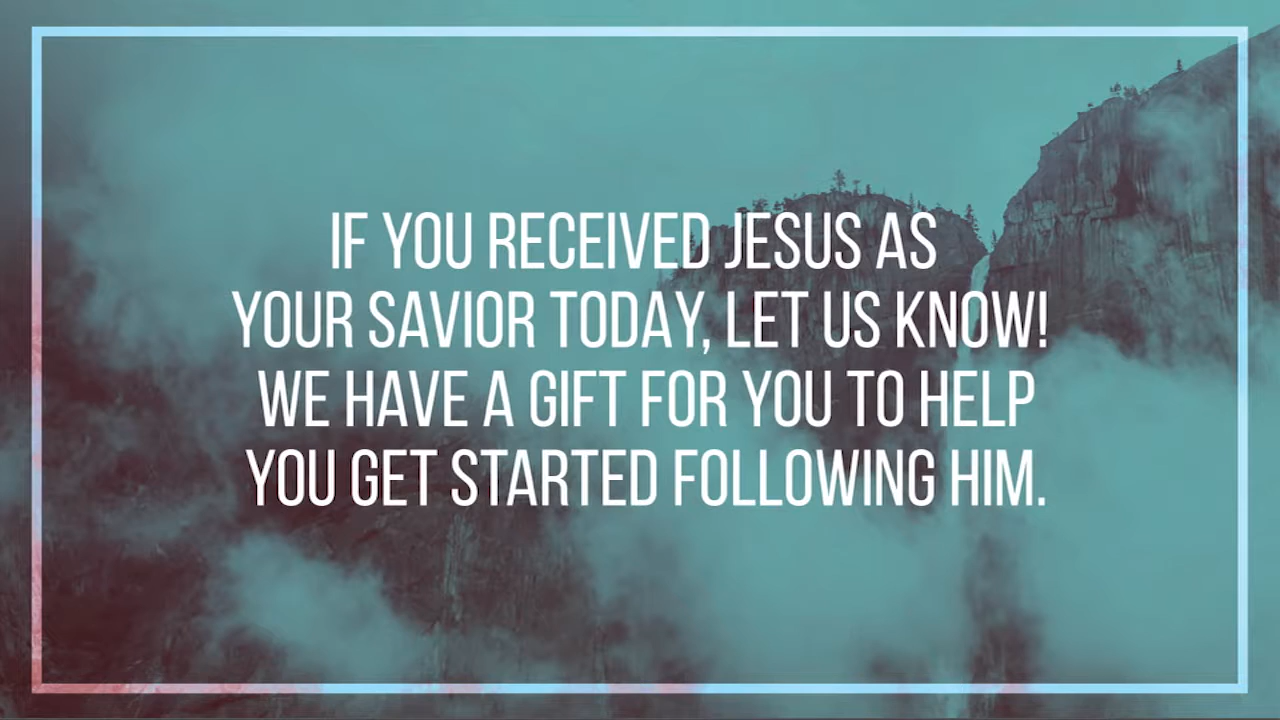 IF YOU RECEIVED JESUS AS
YOUR SAVIOR TODAY, LET US KNOW!
WE HAVE A GIFT FOR YOU TO HELP
YOU GET STARTED FOLLOWING HIM.